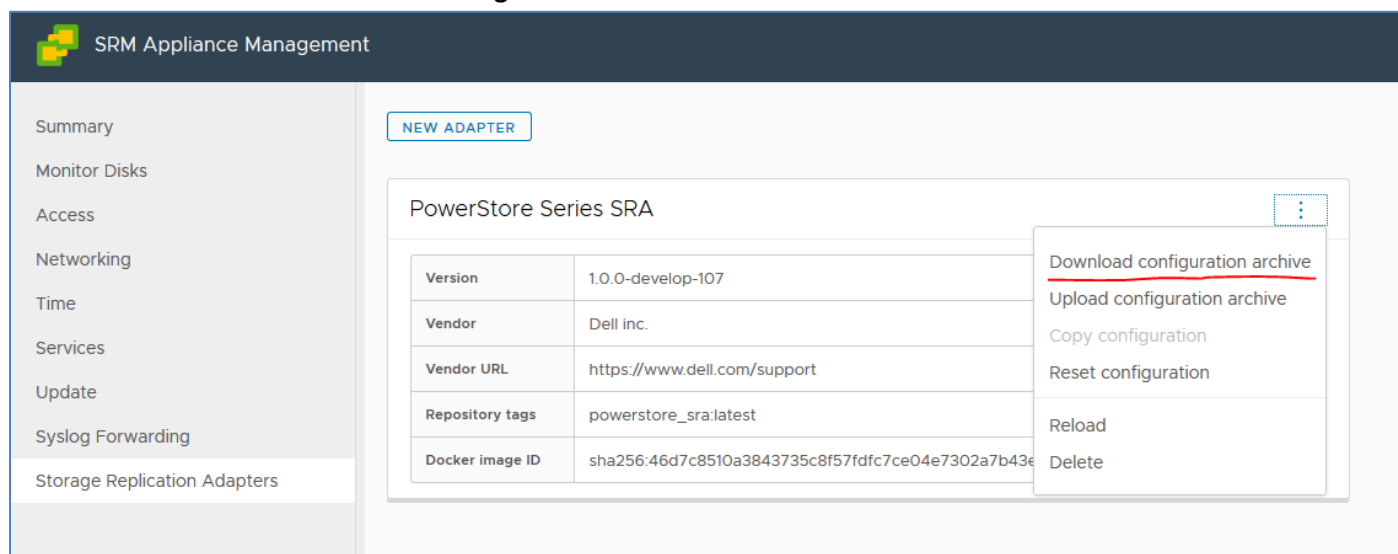 SRM Appliance Management
Summary
Monitor Disks
Access
Networking
Time
Services
Update
Syslog Forwarding
Storage Replication Adapters
NEW ADAPTER
PowerStore Series SRA
Version 1.0.0-develop-107
Vendor Dell inc.
Vendor URL https://www.dell.com/support
Repository tags powerstore_sra:latest
Docker image ID sha256:46d7c8510a3843735c8f57fdfc7ce04e7302a7b43e
Download configuration archive
Upload configuration archive
Copy configuration
Reset configuration
Reload
Delete